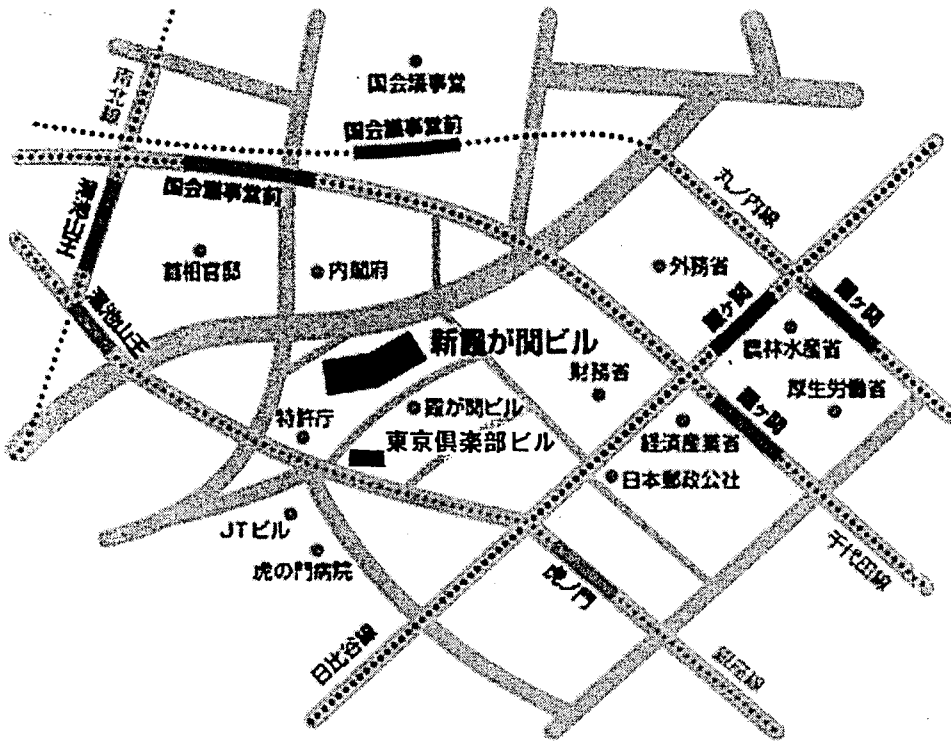 南北線
国会議事堂
国会議事堂前
国会議事堂前
丸ノ内線
溜池山王
首相官邸
内閣府
外務省
溜池山王
霞ヶ関
霞ヶ関
新霞が関ビル
農林水産省
財務省
厚生労働省
霞が関ビル
霞ヶ関
特許庁
東京倶楽部ビル
経済産業省
日本郵政公社
JTビル
虎の門病院
虎ノ門
千代田線
日比谷線
銀座線